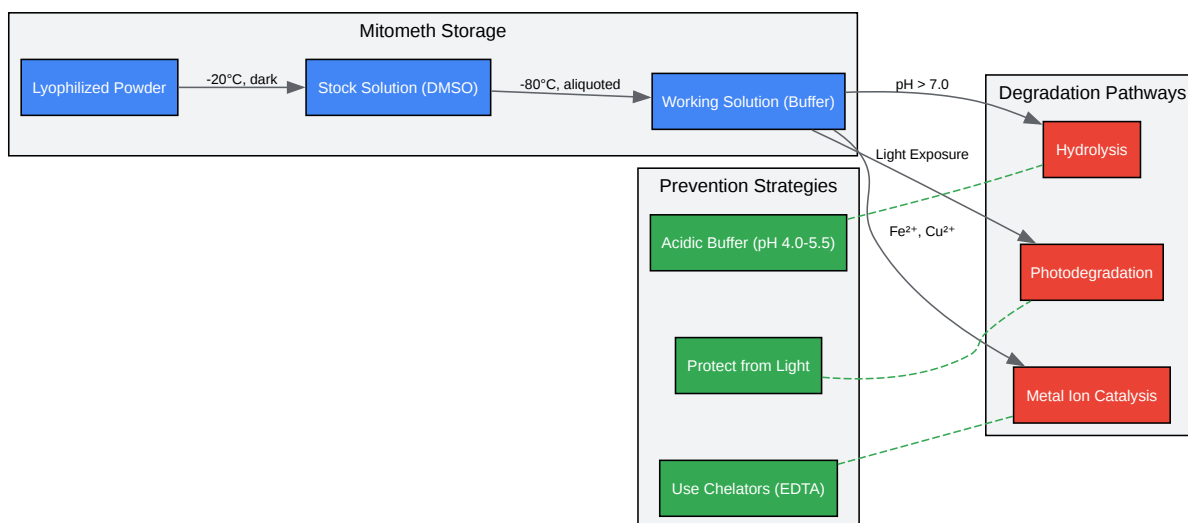 Mitometh Storage
Lyophilized Powder
-20°C, dark
Stock Solution (DMSO)
-80°C, aliquoted
Working Solution (Buffer)
pH > 7.0
Light Exposure
Fe²⁺, Cu²⁺
Degradation Pathways
Hydrolysis
Photodegradation
Metal Ion Catalysis
Prevention Strategies
Acidic Buffer (pH 4.0-5.5)
Protect from Light
Use Chelators (EDTA)